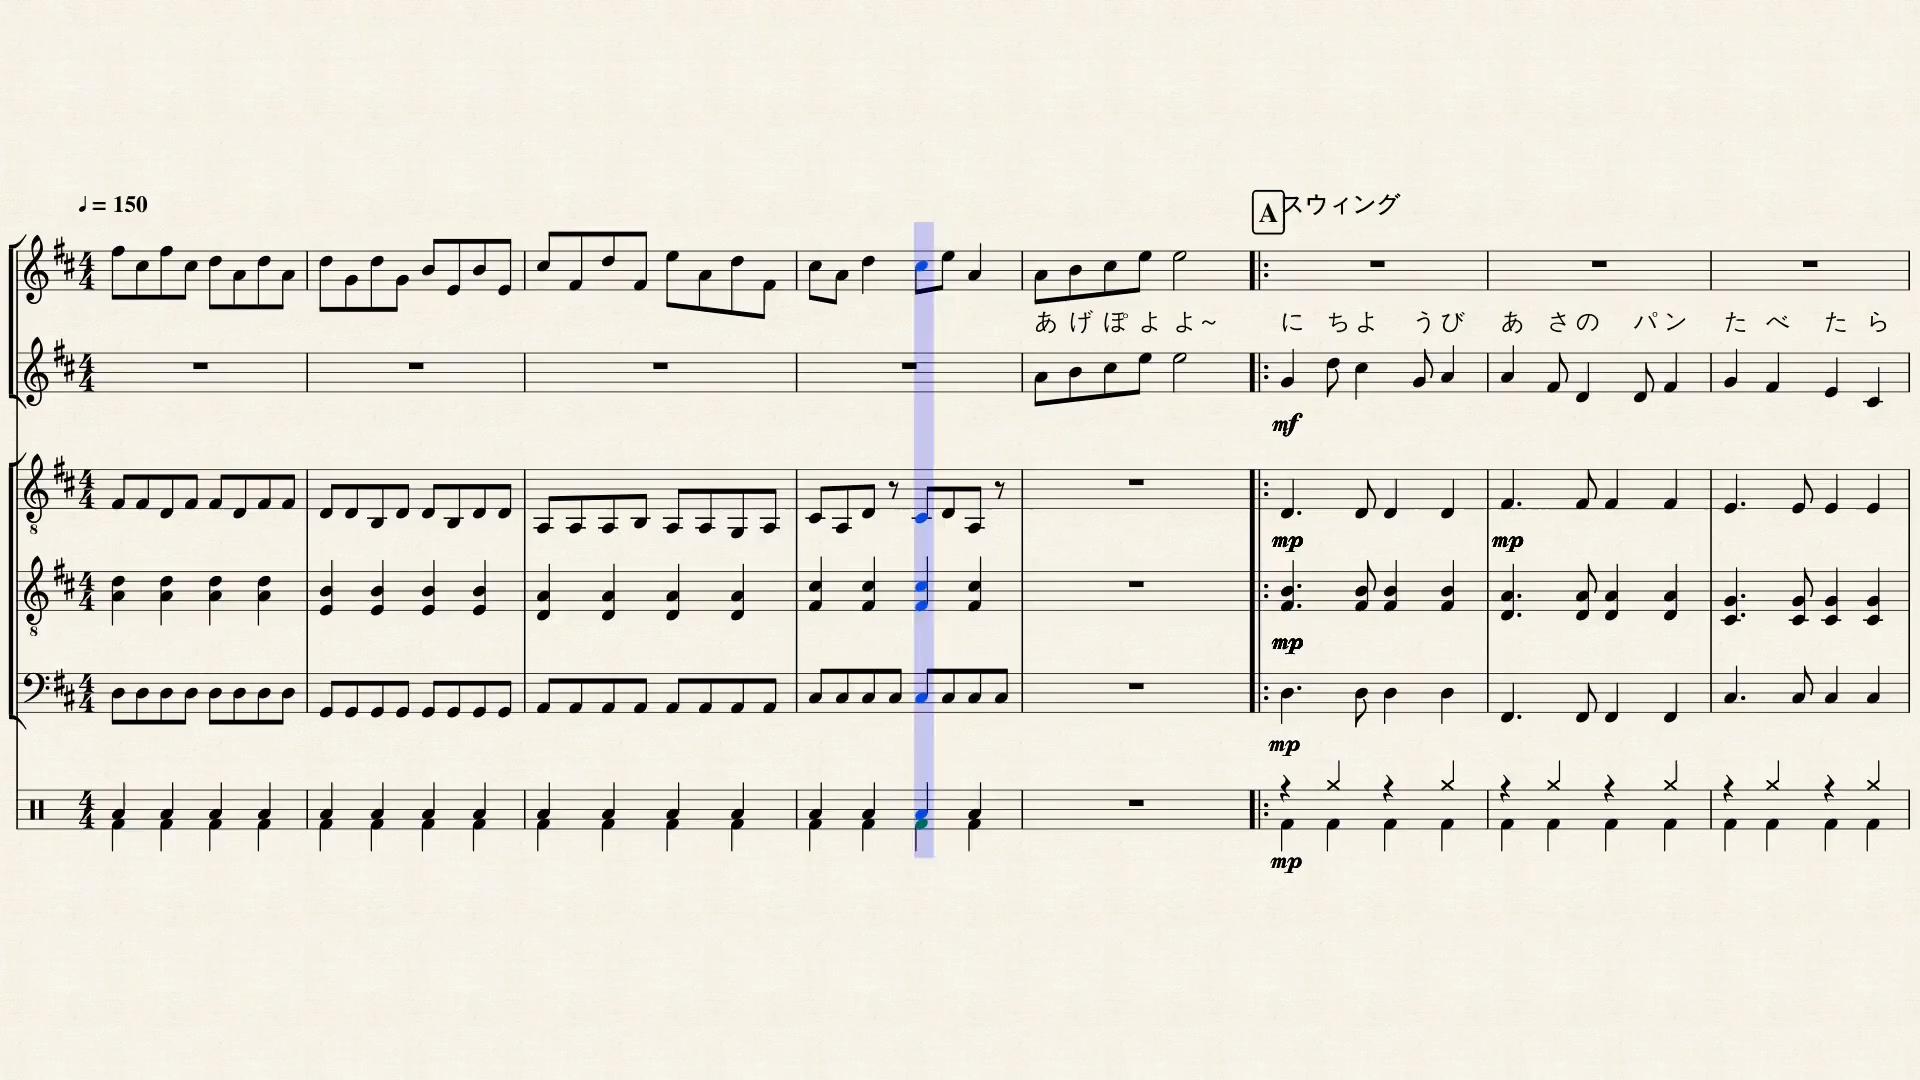 ♩= 150
A スウィング
あ げ ぽ よ よ～ に ち よ う び あ さ の パ ン た べ た ら
mf
mp mp
mp
mp
mp